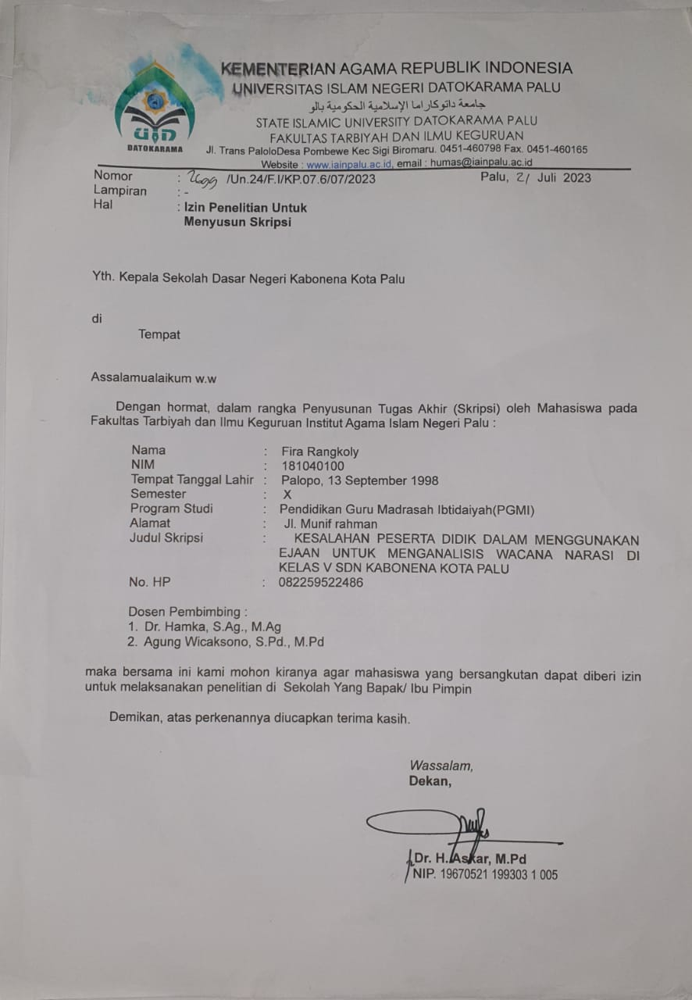 KEMENTERIAN AGAMA REPUBLIK INDONESIA
UNIVERSITAS ISLAM NEGERI DATOKARAMA PALU
جامعة داتوكاراما الإسلامية الحكومية بالو
STATE ISLAMIC UNIVERSITY DATOKARAMA PALU
FAKULTAS TARBIYAH DAN ILMU KEGURUAN
Jl. Trans PaloloDesa Pombewe Kec Sigi Biromaru. 0451-460798 Fax. 0451-460165
Website : www.iainpalu.ac.id, email : humas@iainpalu.ac.id
uin
DATOKARAMA
Nomor : /Un.24/F.I/KP.07.6/07/2023 Palu, 21 Juli 2023
Lampiran : -
Hal : Izin Penelitian Untuk
Menyusun Skripsi
Yth. Kepala Sekolah Dasar Negeri Kabonena Kota Palu
di
Tempat
Assalamualaikum w.w
Dengan hormat, dalam rangka Penyusunan Tugas Akhir (Skripsi) oleh Mahasiswa pada
Fakultas Tarbiyah dan Ilmu Keguruan Institut Agama Islam Negeri Palu :
Nama : Fira Rangkoly
NIM : 181040100
Tempat Tanggal Lahir : Palopo, 13 September 1998
Semester : X
Program Studi : Pendidikan Guru Madrasah Ibtidaiyah(PGMI)
Alamat : Jl. Munif rahman
Judul Skripsi : KESALAHAN PESERTA DIDIK DALAM MENGGUNAKAN
EJAAN UNTUK MENGANALISIS WACANA NARASI DI
KELAS V SDN KABONENA KOTA PALU
No. HP : 082259522486
Dosen Pembimbing :
1. Dr. Hamka, S.Ag., M.Ag
2. Agung Wicaksono, S.Pd., M.Pd
maka bersama ini kami mohon kiranya agar mahasiswa yang bersangkutan dapat diberi izin
untuk melaksanakan penelitian di Sekolah Yang Bapak/ Ibu Pimpin
Demikan, atas perkenannya diucapkan terima kasih.
Wassalam,
Dekan,
Dr. H. Askar, M.Pd
NIP. 19670521 199303 1 005